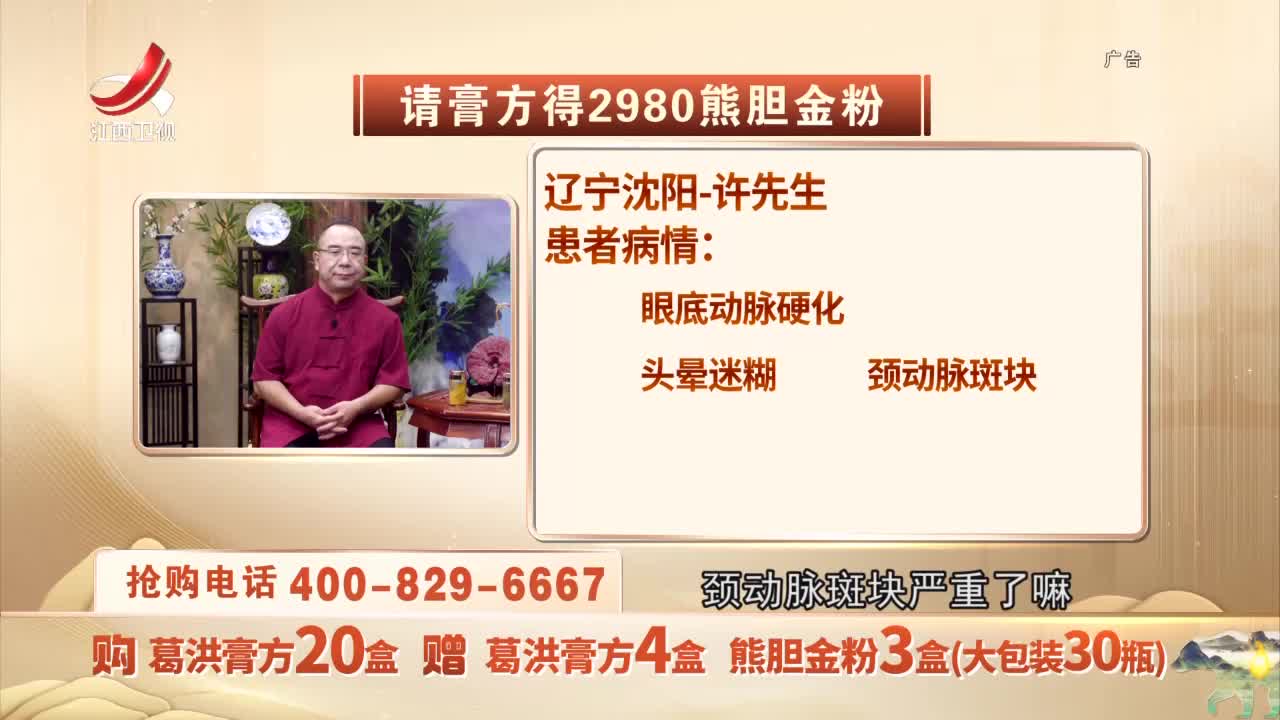 江西卫视
广告
请膏方得2980熊胆金粉
辽宁沈阳-许先生
患者病情：
眼底动脉硬化
头晕迷糊 颈动脉斑块
抢购电话 400-829-6667
颈动脉斑块严重了嘛
购 葛洪膏方20盒 赠 葛洪膏方4盒 熊胆金粉3盒(大包装30瓶)